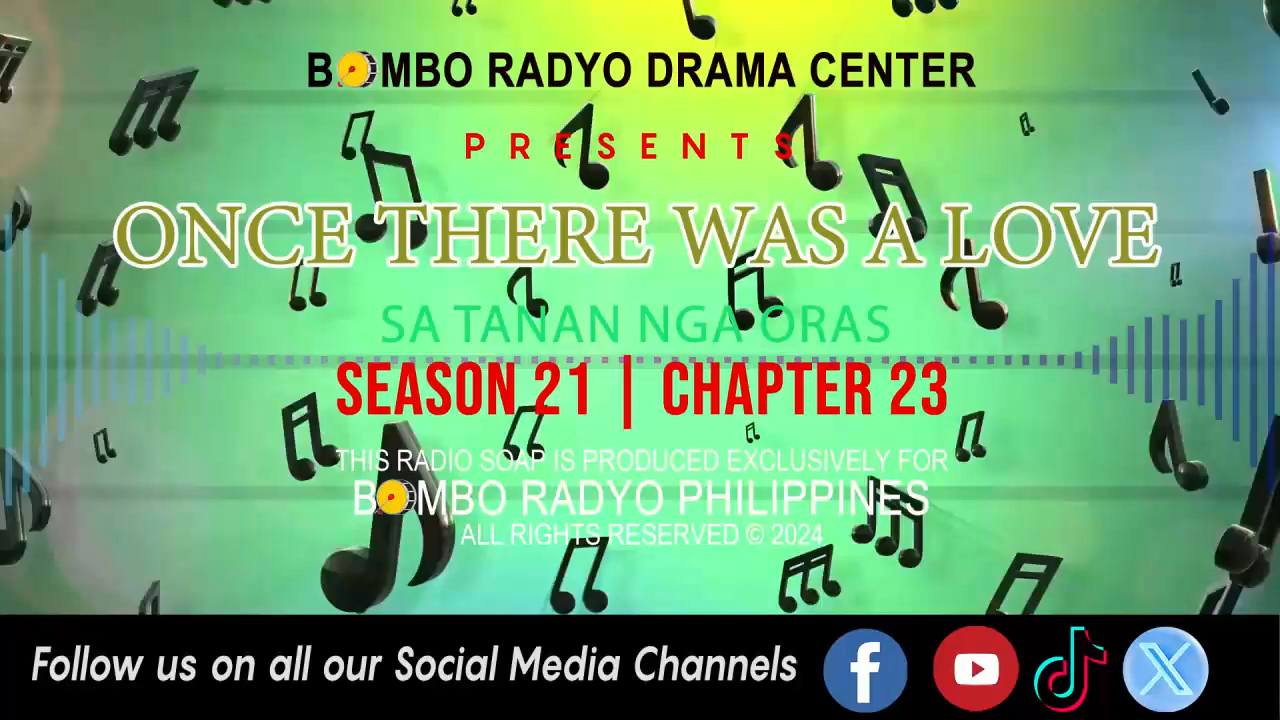 BOMBO RADYO DRAMA CENTER
PRESENTS
ONCE THERE WAS A LOVE
SA TANAN NGA ORAS
SEASON 21 | CHAPTER 23
THIS RADIO SOAP IS PRODUCED EXCLUSIVELY FOR
BOMBO RADYO PHILIPPINES
ALL RIGHTS RESERVED © 2024
Follow us on all our Social Media Channels